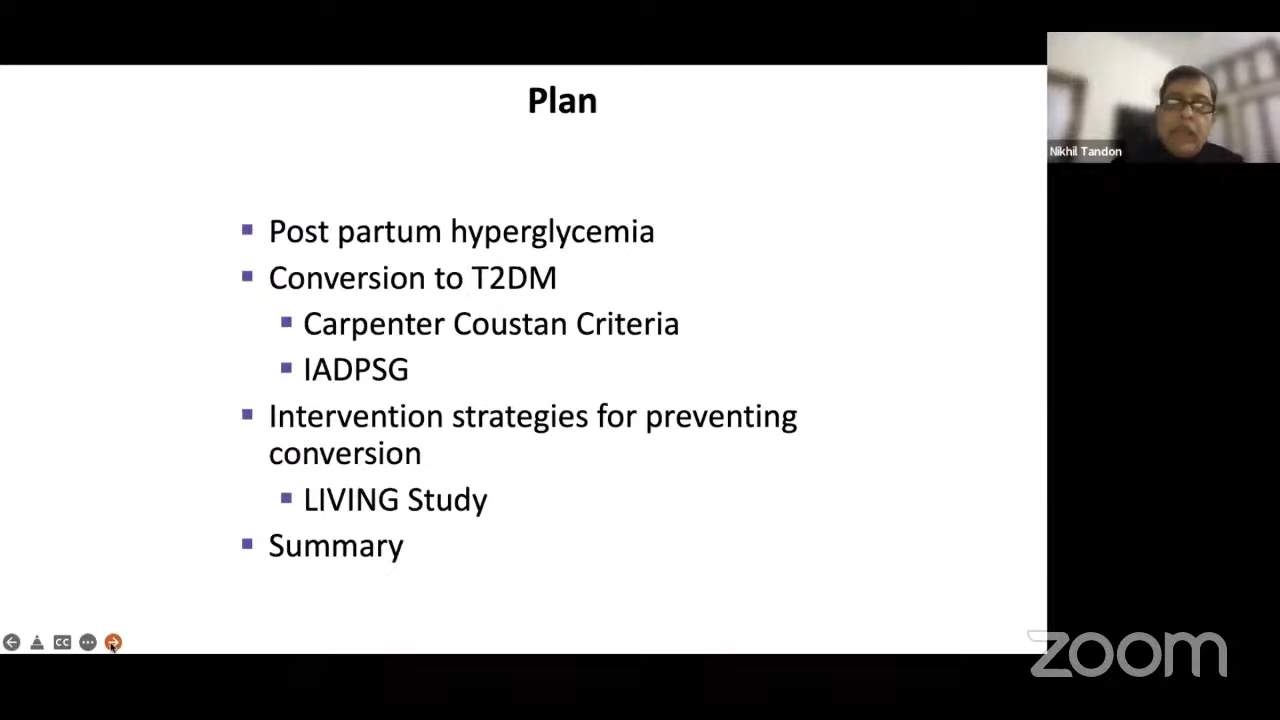 Plan
Post partum hyperglycemia
Conversion to T2DM
Carpenter Coustan Criteria
IADPSG
Intervention strategies for preventing
conversion
LIVING Study
Summary
Nikhil Tandon
CC
zoom